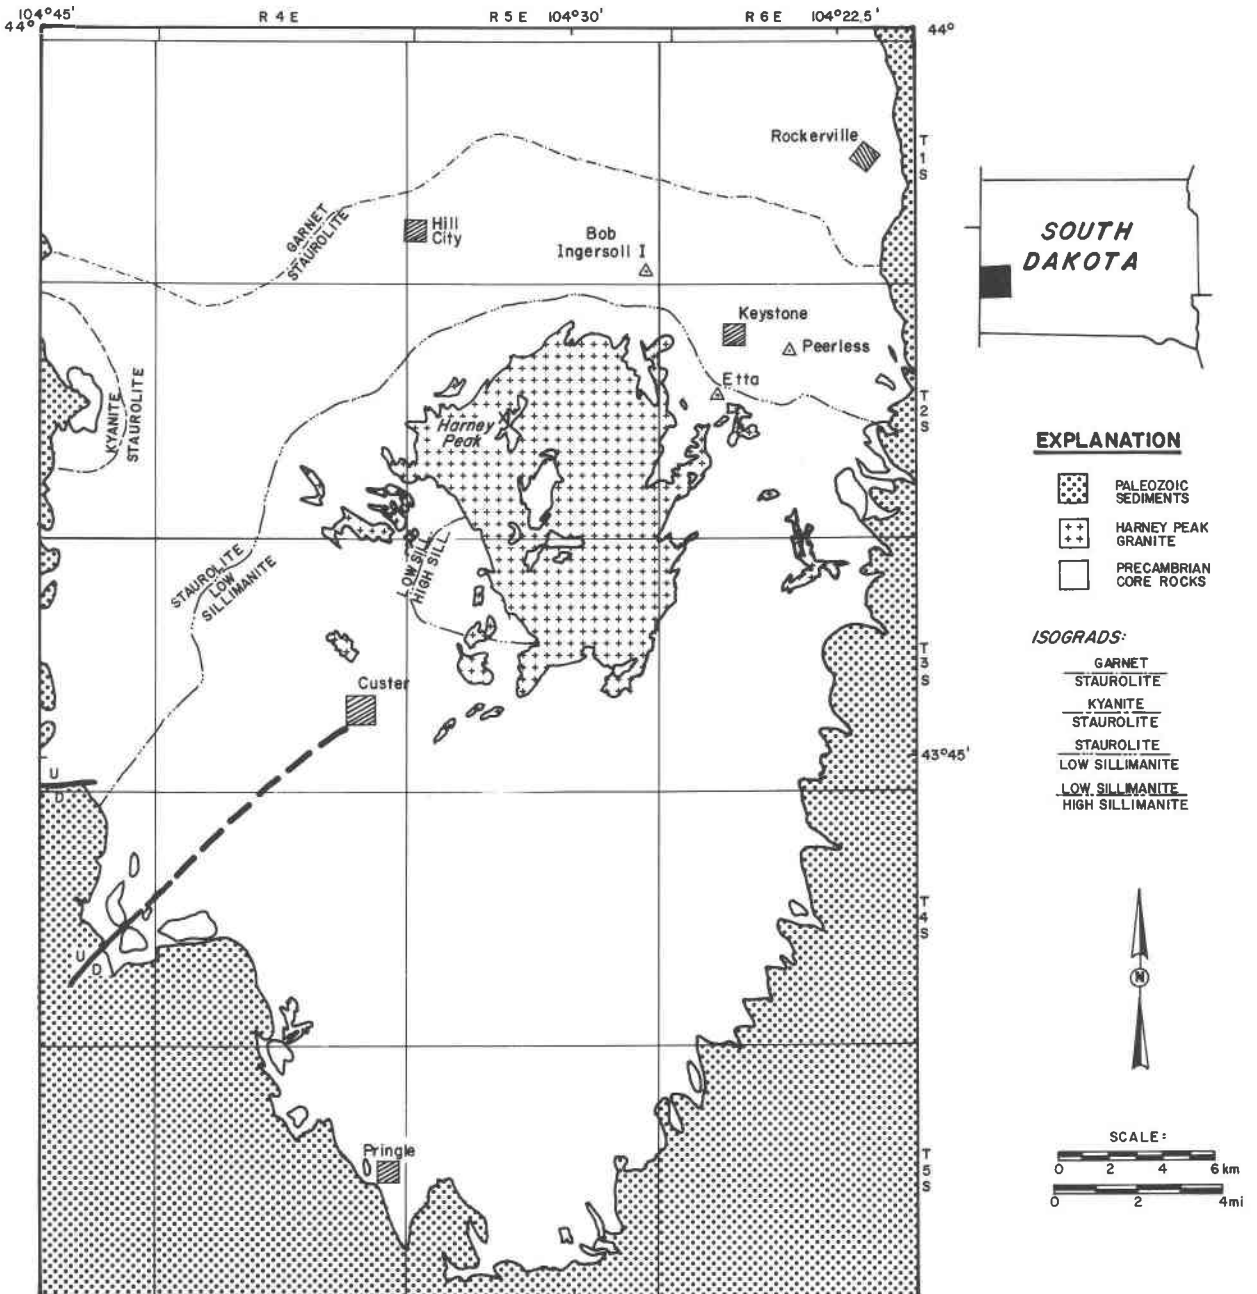 104°45'
R 4 E
R 5 E
104°30'
R 6 E
104°22.5'
44°
44°
Rockerville
T
1
S
GARNET
STAUROLITE
Hill
City
Bob
Ingersoll I
SOUTH
DAKOTA
Keystone
Peerless
Etta
KYANITE
STAUROLITE
Harney
Peak
T
2
S
EXPLANATION
PALEOZOIC
SEDIMENTS
HARNEY PEAK
GRANITE
PRECAMBRIAN
CORE ROCKS
STAUROLITE
LOW
SILLIMANITE
LOW SILL.
HIGH SILL.
T
3
S
ISOGRADS:
GARNET
STAUROLITE
KYANITE
STAUROLITE
STAUROLITE
LOW SILLIMANITE
LOW SILLIMANITE
HIGH SILLIMANITE
Custer
43°45'
U
D
T
4
S
U
D
N
Pringle
T
5
S
SCALE:
0 2 4 6 km
0 2 4 mi